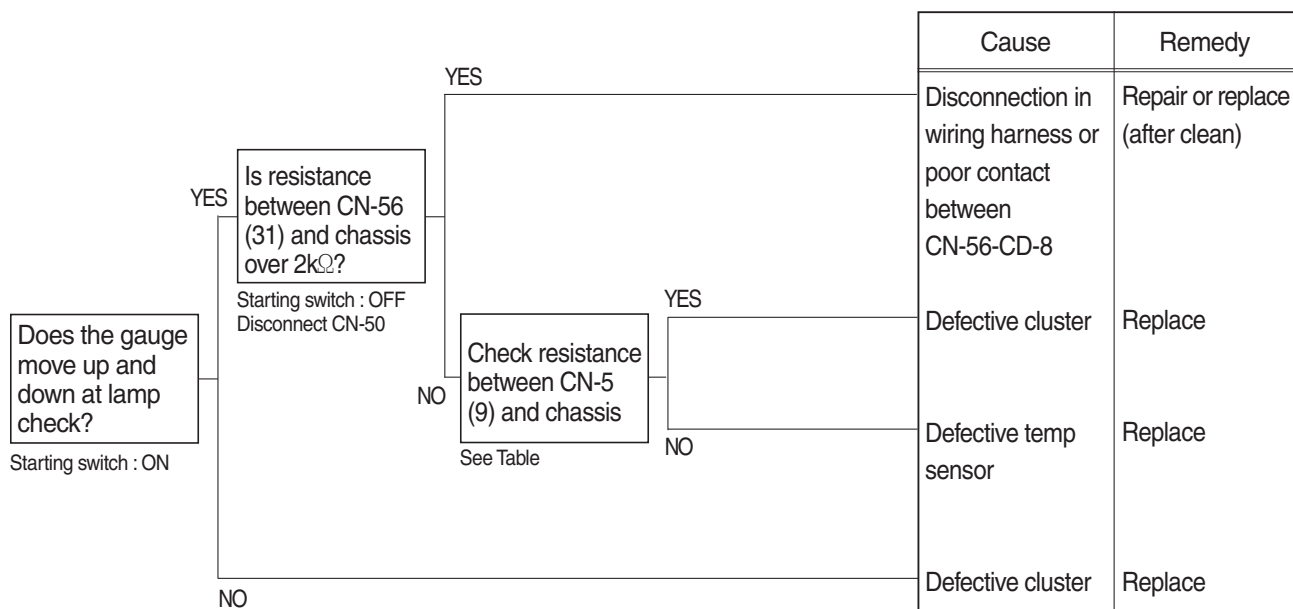 Cause
Remedy
YES
Disconnection in
wiring harness or
poor contact
between
CN-56-CD-8
Repair or replace
(after clean)
YES
Is resistance
between CN-56
(31) and chassis
over 2kΩ?
Starting switch : OFF
Disconnect CN-50
YES
Defective cluster
Replace
Does the gauge
move up and
down at lamp
check?
Starting switch : ON
NO
Check resistance
between CN-5
(9) and chassis
See Table
NO
Defective temp
sensor
Replace
NO
Defective cluster
Replace